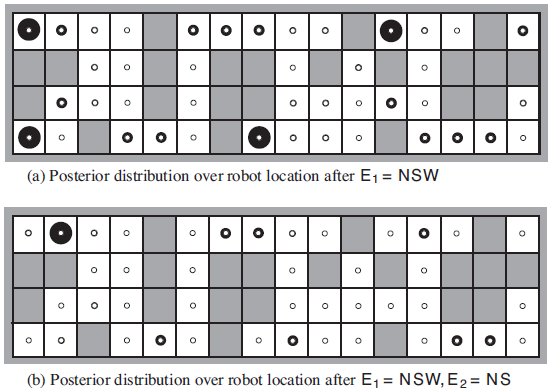 (a) Posterior distribution over robot location after E₁ = NSW
(b) Posterior distribution over robot location after E₁ = NSW, E₂ = NS